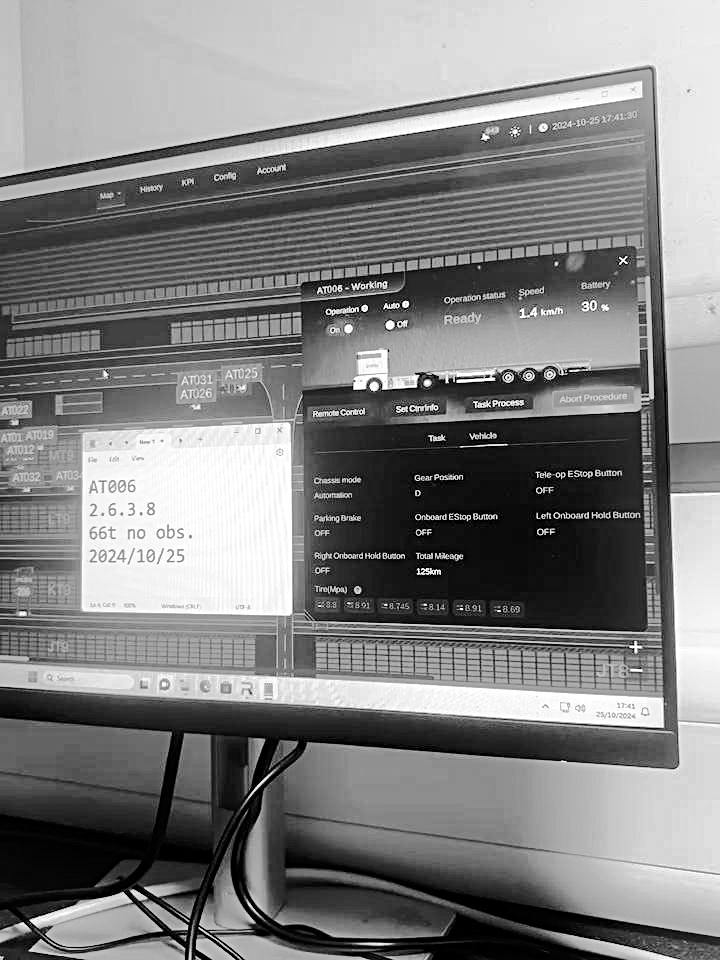 2024-10-25 17:41:30
Map
History
KPI
Config
Account
AT006 - Working
Operation
Auto
On
Off
Operation status
Ready
Speed
1.4 km/h
Battery
30 %
Remote Control
Set CtnrInfo
Task Process
Abort Procedure
Task
Vehicle
Chassis mode
Automation
Gear Position
D
Tele-op EStop Button
OFF
Parking Brake
OFF
Onboard EStop Button
OFF
Left Onboard Hold Button
OFF
Right Onboard Hold Button
OFF
Total Mileage
125km
Tire(Mpa)
8.8
8.91
8.745
8.14
8.91
8.69
AT031
AT025
AT026
AT022
AT019
AT012
AT032
File Edit View
AT006
2.6.3.8
66t no obs.
2024/10/25
100%
Windows (CRLF)
UTF-8
JT8
Search
17:41
25/10/2024